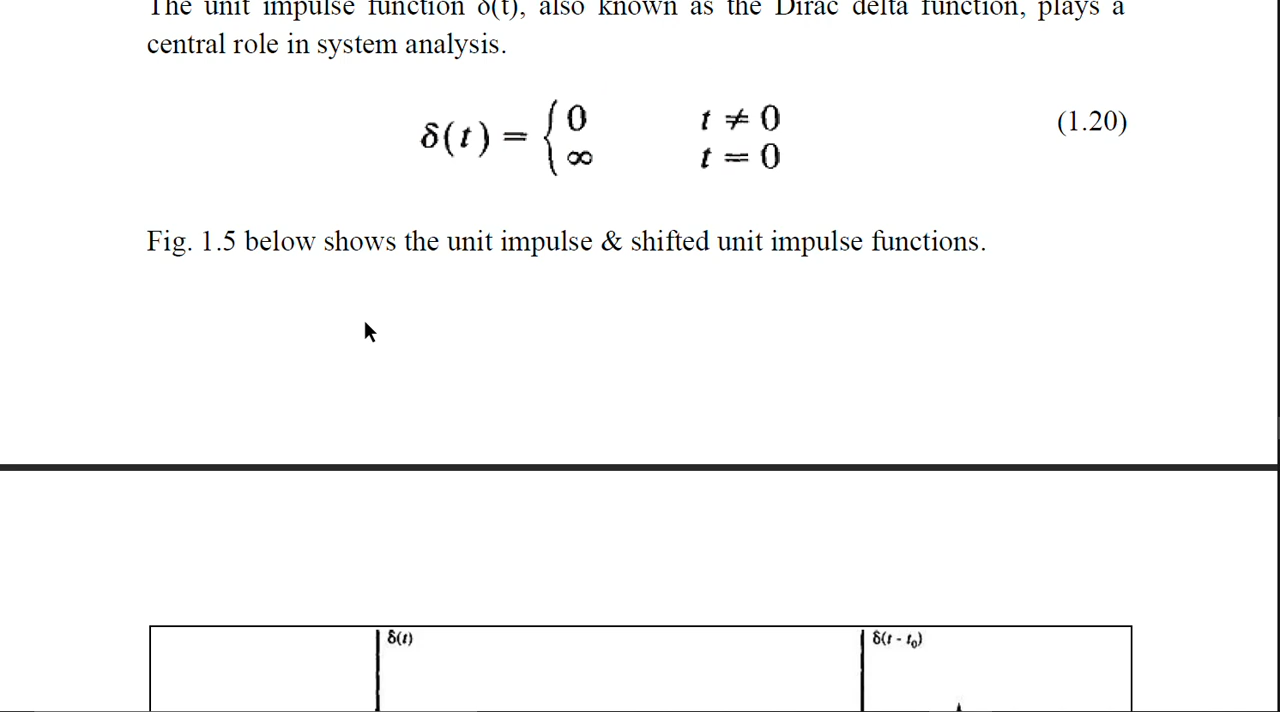 The unit impulse function δ(t), also known as the Dirac delta function, plays a
central role in system analysis.
δ(t) = { 0 t ≠ 0
∞ t = 0 (1.20)
Fig. 1.5 below shows the unit impulse & shifted unit impulse functions.
δ(t) δ(t - t₀)